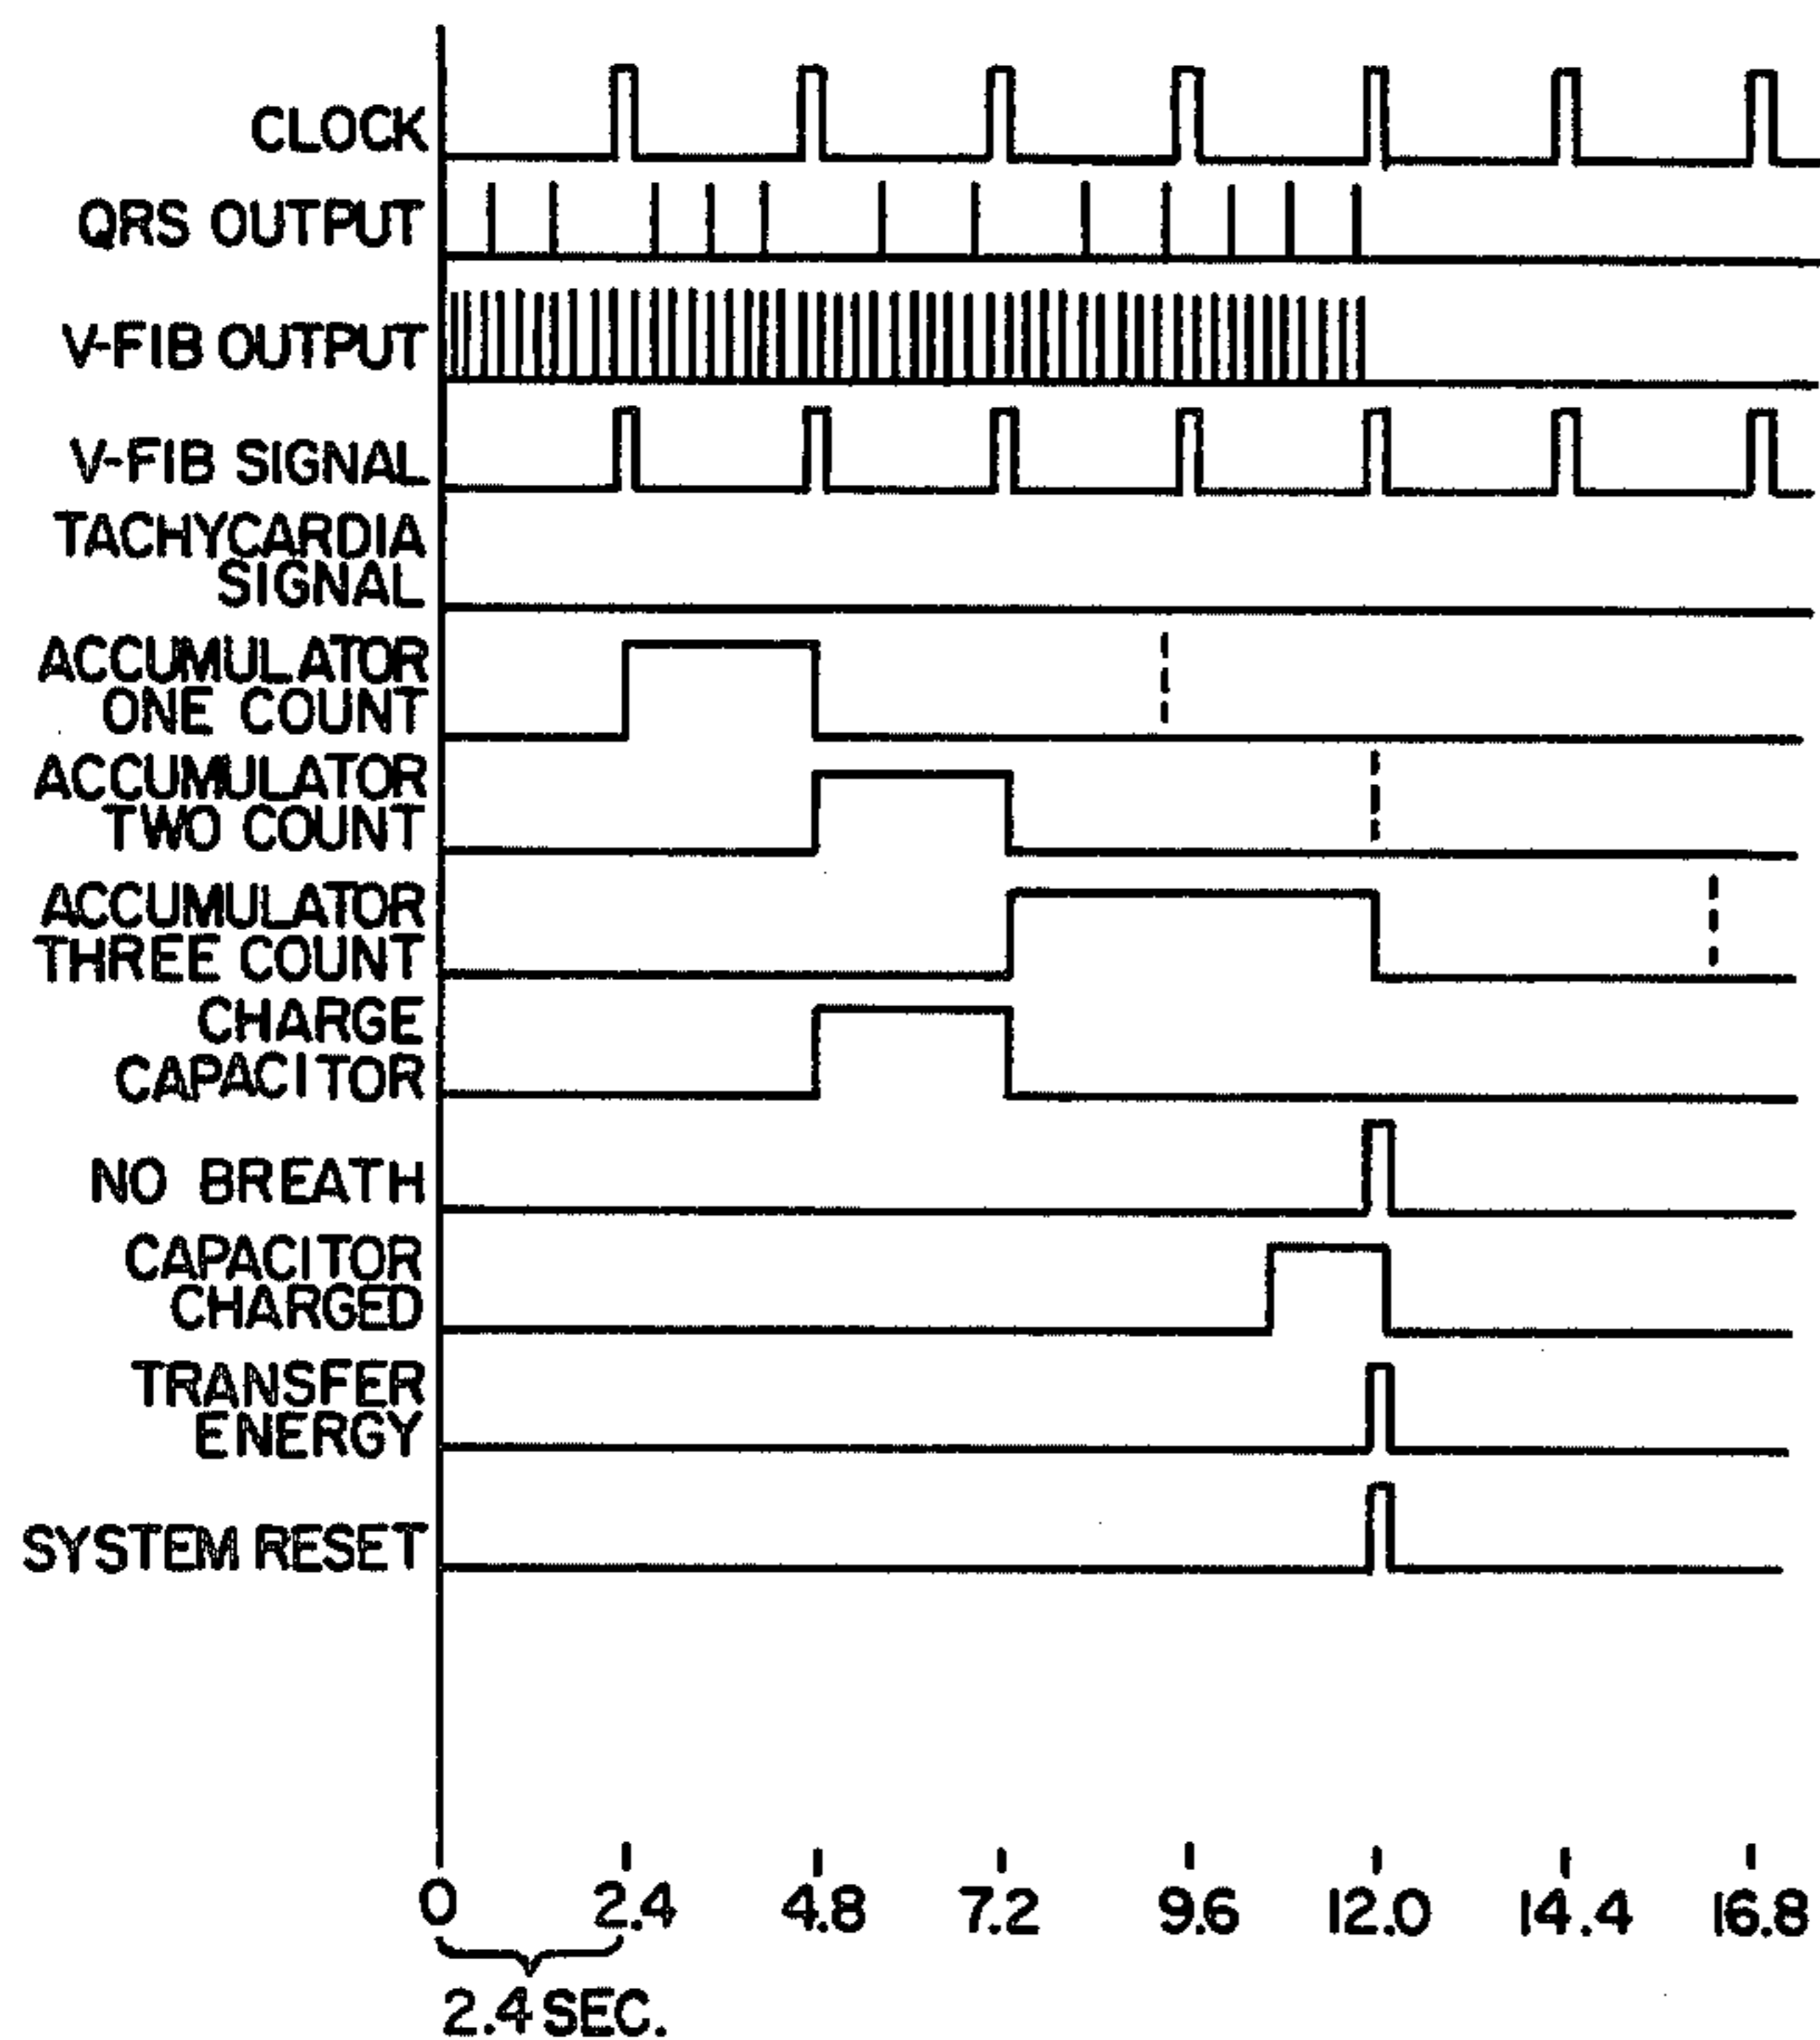 CLOCK
QRS OUTPUT
V-FIB OUTPUT
V-FIB SIGNAL
TACHYCARDIA
SIGNAL
ACCUMULATOR
ONE COUNT
ACCUMULATOR
TWO COUNT
ACCUMULATOR
THREE COUNT
CHARGE
CAPACITOR
NO BREATH
CAPACITOR
CHARGED
TRANSFER
ENERGY
SYSTEM RESET
0 2.4 4.8 7.2 9.6 12.0 14.4 16.8
2.4 SEC.